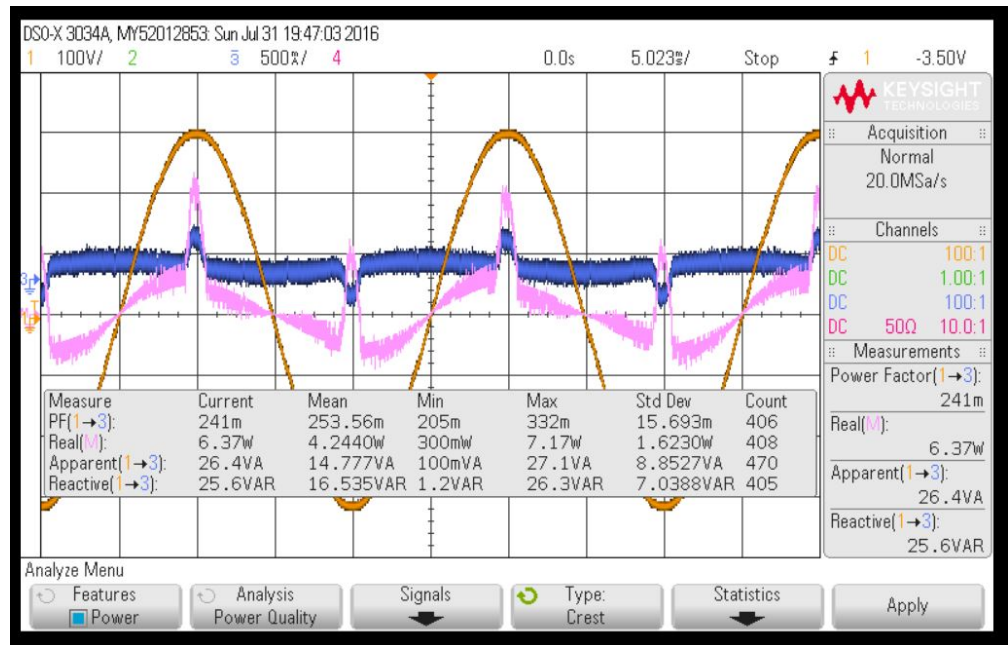 DSO-X 3034A, MY52012853: Sun Jul 31 19:47:03 2016
1 100V/ 2 3 500%/ 4 0.0s 5.023%/ Stop 1 -3.50V
KEYSIGHT
TECHNOLOGIES
Acquisition
Normal
20.0MSa/s
Channels
DC 100:1
DC 1.00:1
DC 100:1
DC 50Ω 10.0:1
Measurements
Power Factor(1→3):
241m
Real(M):
6.37W
Apparent(1→3):
26.4VA
Reactive(1→3):
25.6VAR
Measure Current Mean Min Max Std Dev Count
PF(1→3): 241m 253.56m 205m 332m 15.693m 406
Real(M): 6.37W 4.2440W 300mW 7.17W 1.6230W 408
Apparent(1→3): 26.4VA 14.777VA 100mVA 27.1VA 8.8527VA 470
Reactive(1→3): 25.6VAR 16.535VAR 1.2VAR 26.3VAR 7.0388VAR 405
Analyze Menu
Features
Power
Analysis
Power Quality
Signals
Type:
Crest
Statistics
Apply